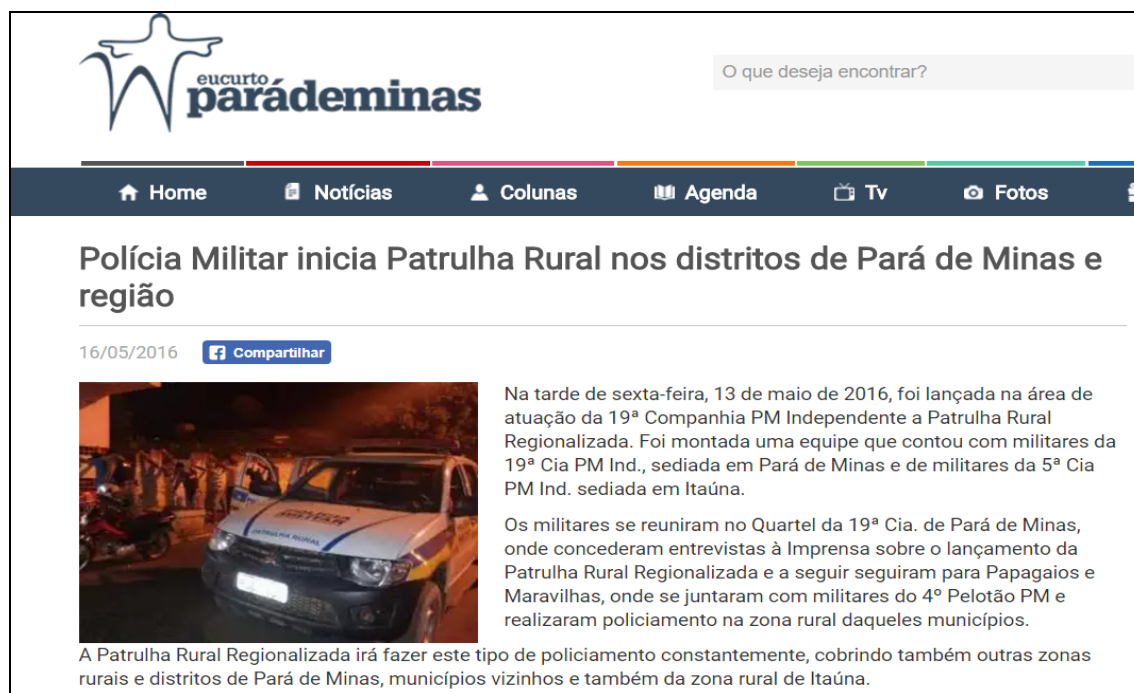 eucurto
parádeminas
O que deseja encontrar?
Home Notícias Colunas Agenda Tv Fotos
Polícia Militar inicia Patrulha Rural nos distritos de Pará de Minas e
região
16/05/2016 Compartilhar
POLÍCIA
MILITAR
PATRULHA RURAL
Na tarde de sexta-feira, 13 de maio de 2016, foi lançada na área de
atuação da 19ª Companhia PM Independente a Patrulha Rural
Regionalizada. Foi montada uma equipe que contou com militares da
19ª Cia PM Ind., sediada em Pará de Minas e de militares da 5ª Cia
PM Ind. sediada em Itaúna.
Os militares se reuniram no Quartel da 19ª Cia. de Pará de Minas,
onde concederam entrevistas à Imprensa sobre o lançamento da
Patrulha Rural Regionalizada e a seguir seguiram para Papagaios e
Maravilhas, onde se juntaram com militares do 4º Pelotão PM e
realizaram policiamento na zona rural daqueles municípios.
A Patrulha Rural Regionalizada irá fazer este tipo de policiamento constantemente, cobrindo também outras zonas
rurais e distritos de Pará de Minas, municípios vizinhos e também da zona rural de Itaúna.